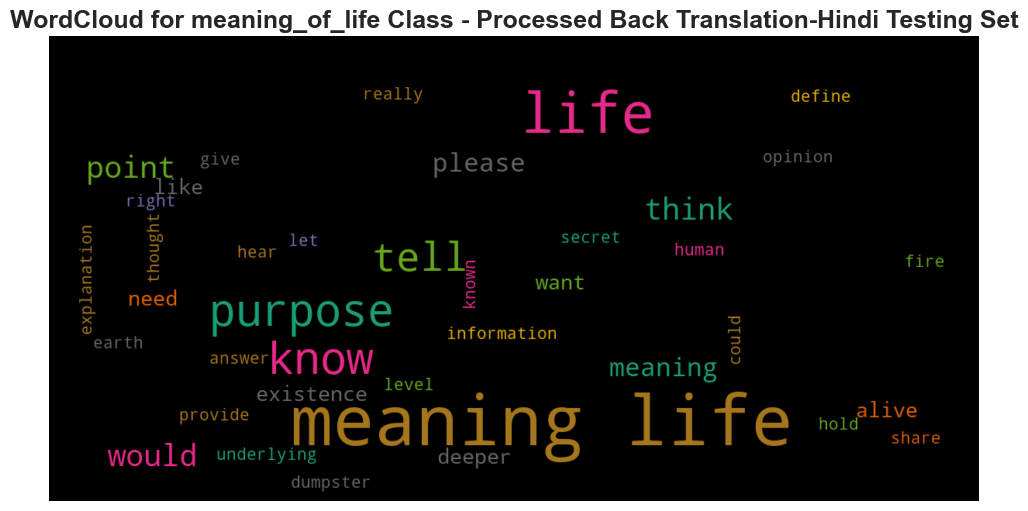 WordCloud for meaning_of_life Class - Processed Back Translation-Hindi Testing Set
really
life
define
point
give
please
opinion
like
right
think
thought
let
secret
human
hear
tell
explanation
known
want
fire
need
purpose
information
could
earth
answer
know
meaning
level
existence
provide
meaning life
alive
hold
share
would
underlying
deeper
dumpster